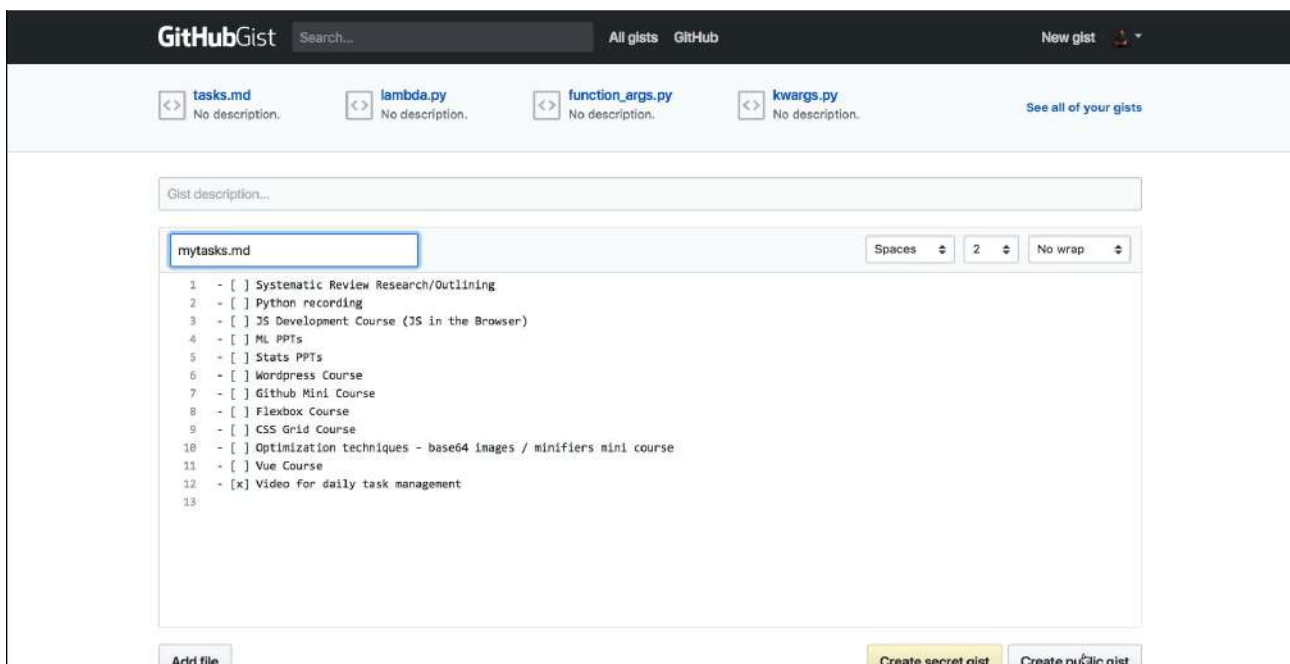 GitHubGist Search... All gists GitHub New gist
tasks.md lambda.py function_args.py kwargs.py
No description. No description. No description. No description.
See all of your gists
Gist description...
mytasks.md Spaces 2 No wrap
1 - [ ] Systematic Review Research/Outlining
2 - [ ] Python recording
3 - [ ] JS Development Course (JS in the Browser)
4 - [ ] ML PPTs
5 - [ ] Stats PPTs
6 - [ ] Wordpress Course
7 - [ ] Github Mini Course
8 - [ ] Flexbox Course
9 - [ ] CSS Grid Course
10 - [ ] Optimization techniques - base64 images / minifiers mini course
11 - [ ] Vue Course
12 - [x] Video for daily task management
13
Add file Create secret gist Create public gist